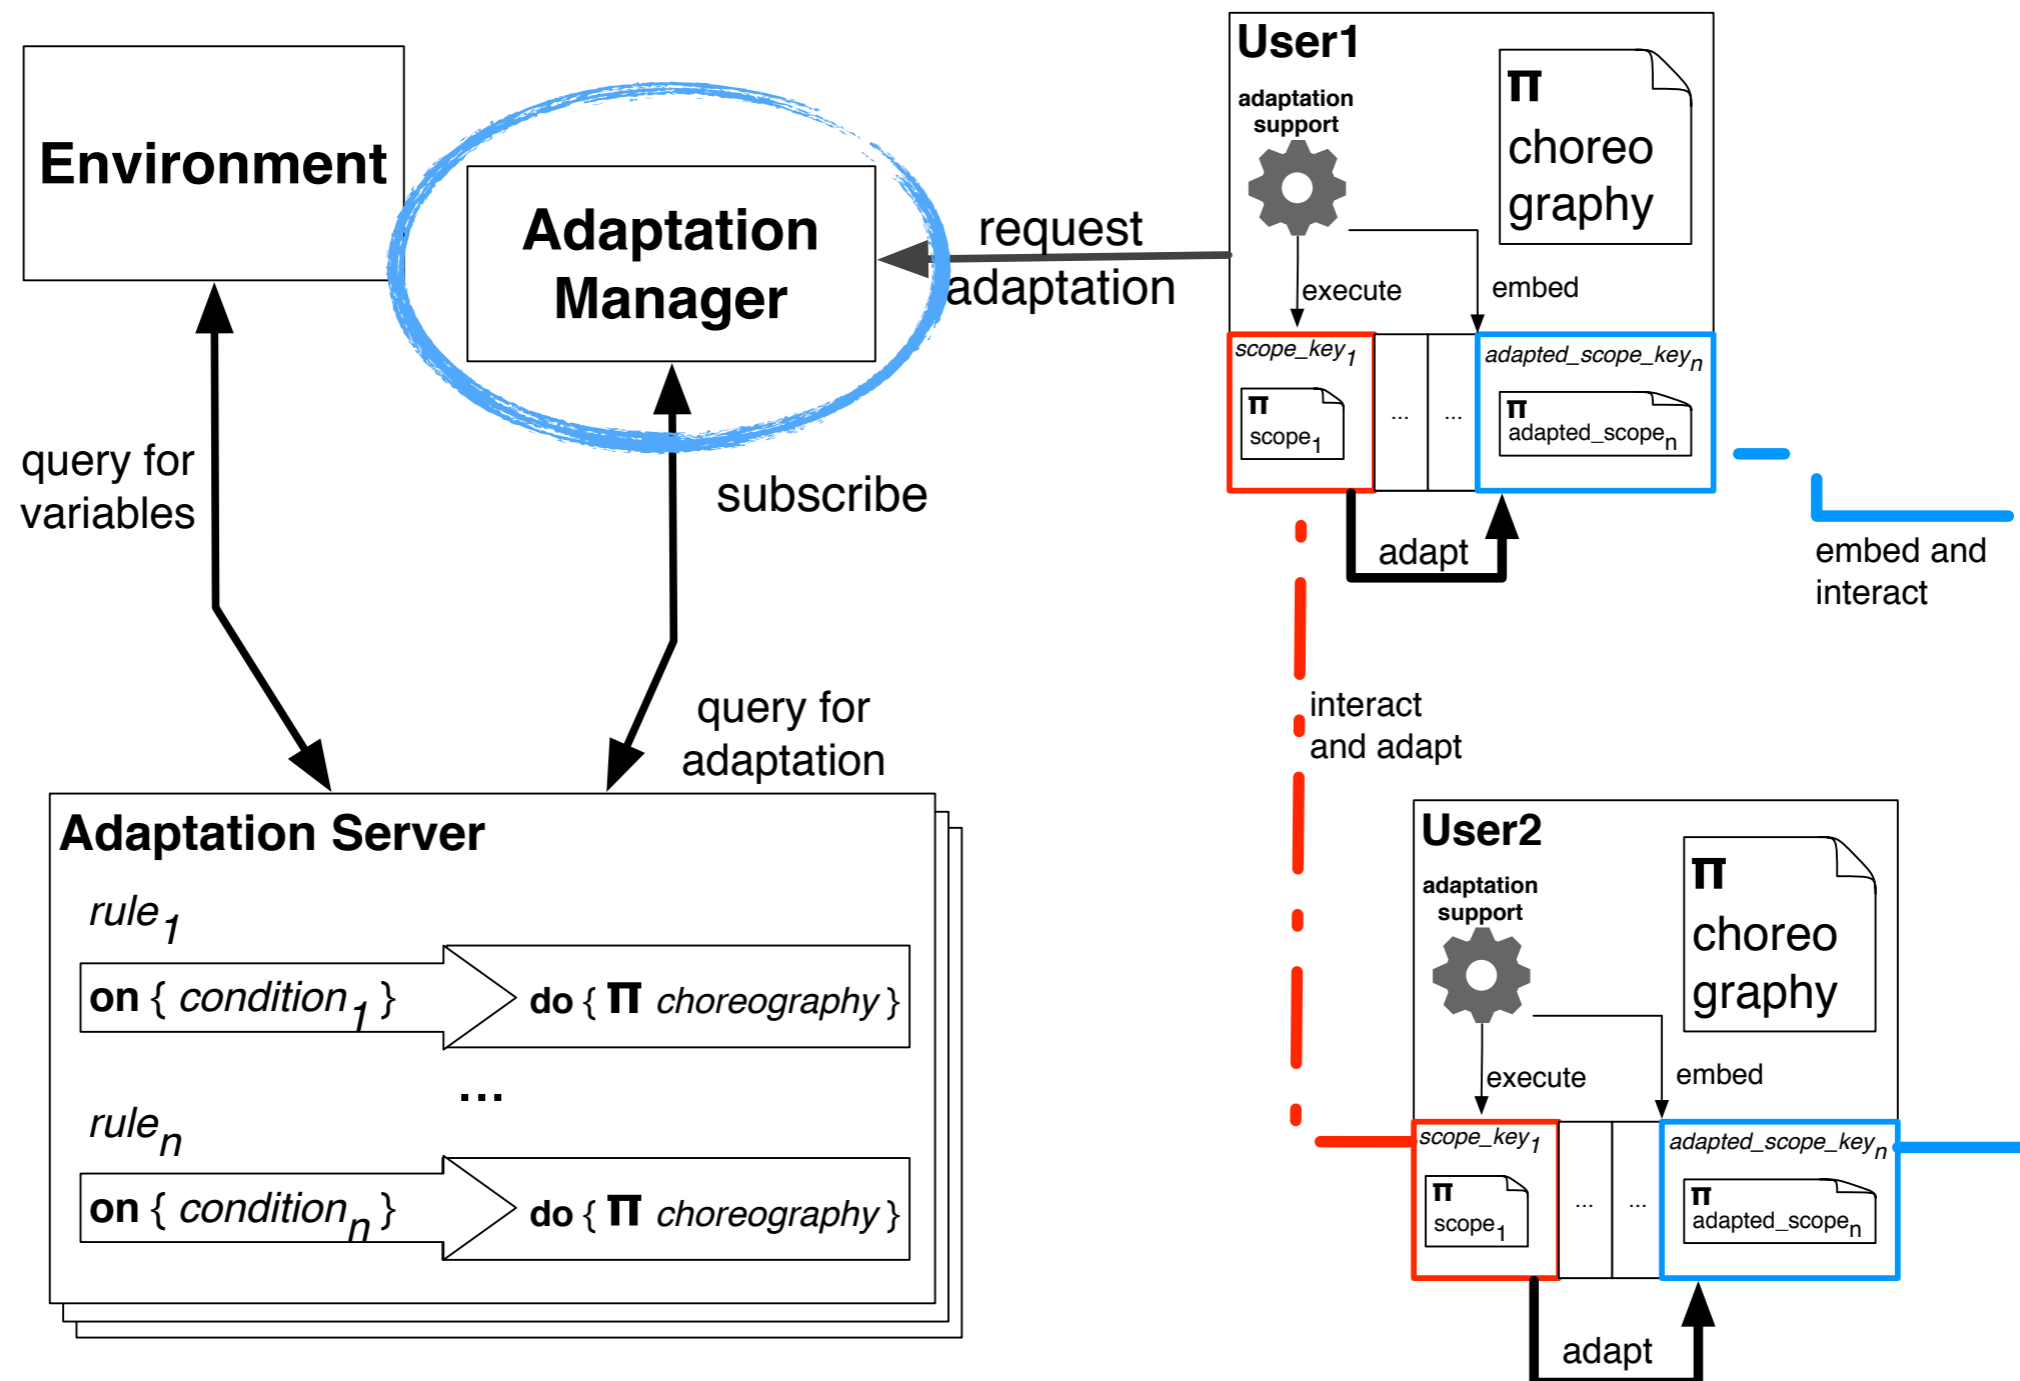 Environment
Adaptation
Manager
request
adaptation
query for
variables
subscribe
query for
adaptation
Adaptation Server
rule1
on { condition1 }
do { π choreography }
...
rulen
on { conditionn }
do { π choreography }
User1
adaptation
support
π
choreo
graphy
execute
embed
scope_key1
π
scope1
...
...
adapted_scope_keyn
π
adapted_scopen
adapt
embed and
interact
interact
and adapt
User2
adaptation
support
π
choreo
graphy
execute
embed
scope_key1
π
scope1
...
...
adapted_scope_keyn
π
adapted_scopen
adapt